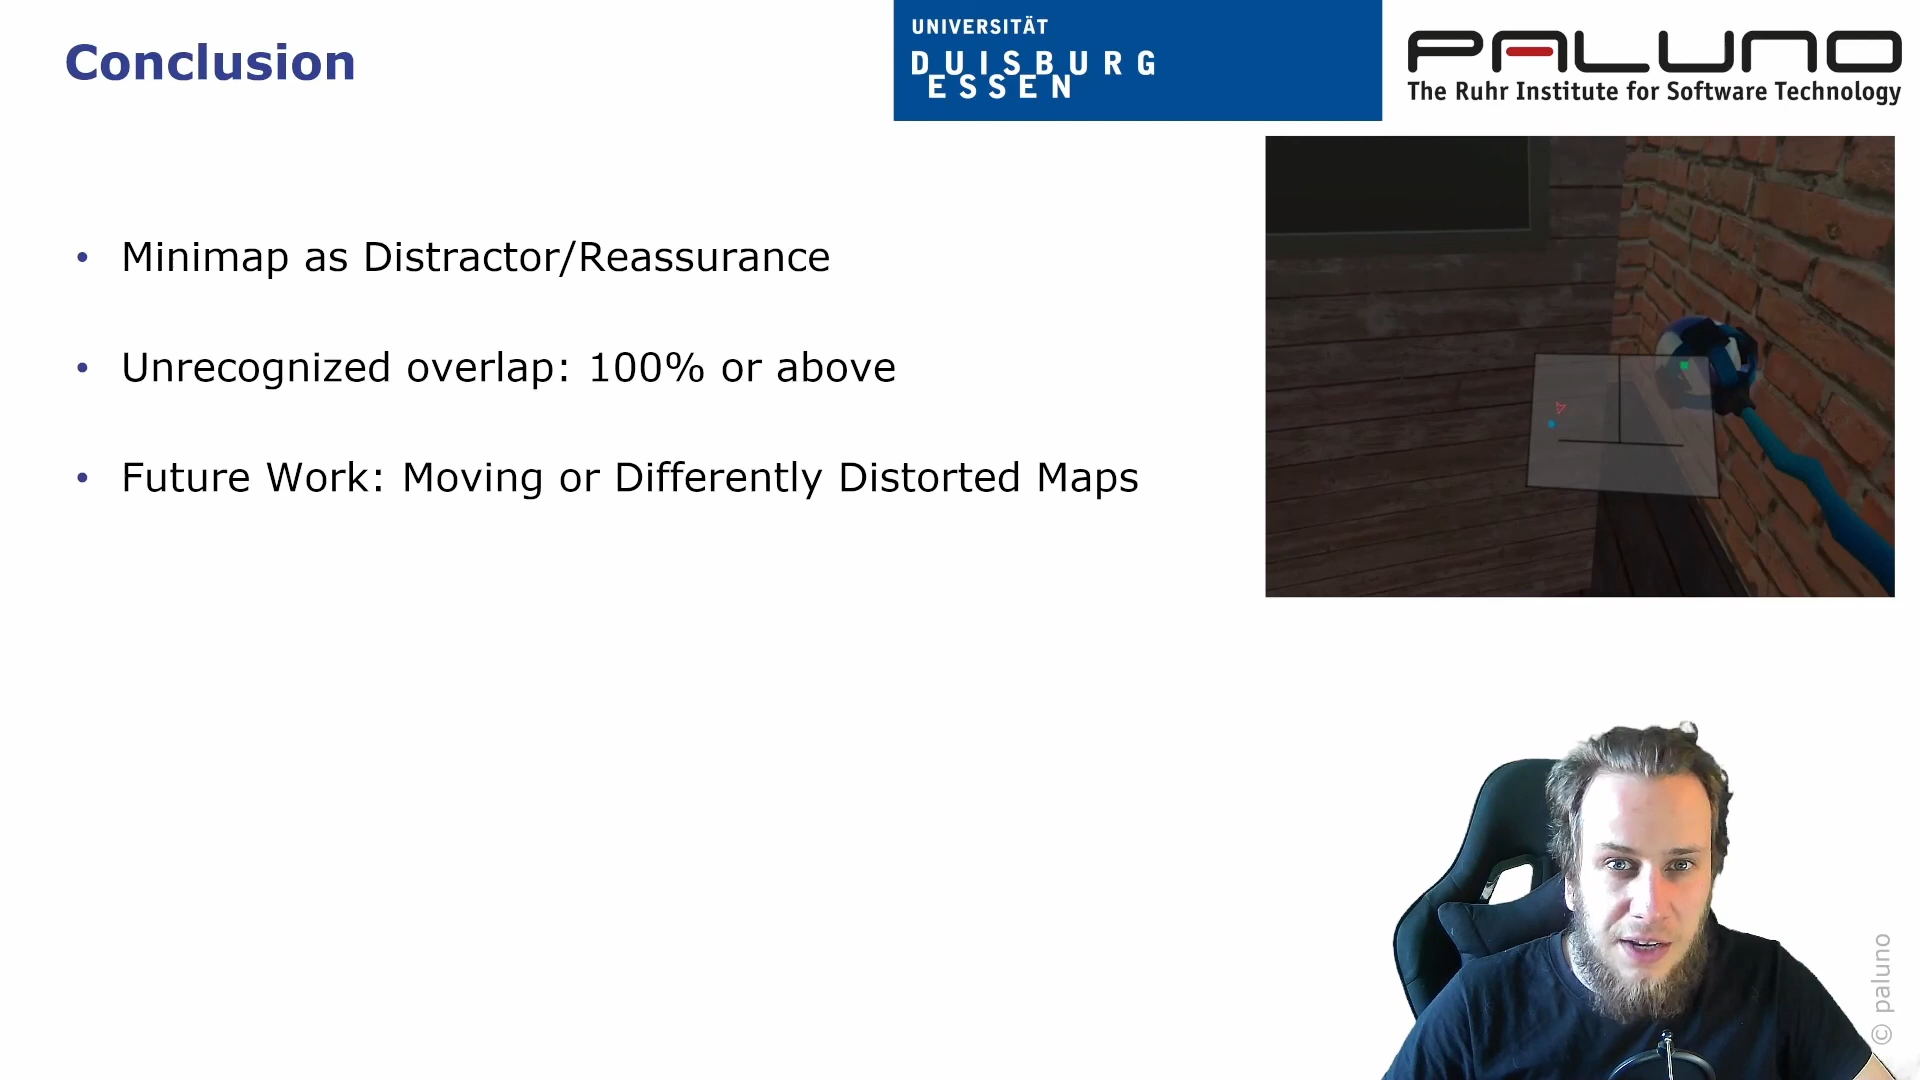 Conclusion
UNIVERSITÄT
DUISBURG
ESSEN
PALUNO
The Ruhr Institute for Software Technology
• Minimap as Distractor/Reassurance
• Unrecognized overlap: 100% or above
• Future Work: Moving or Differently Distorted Maps
© paluno